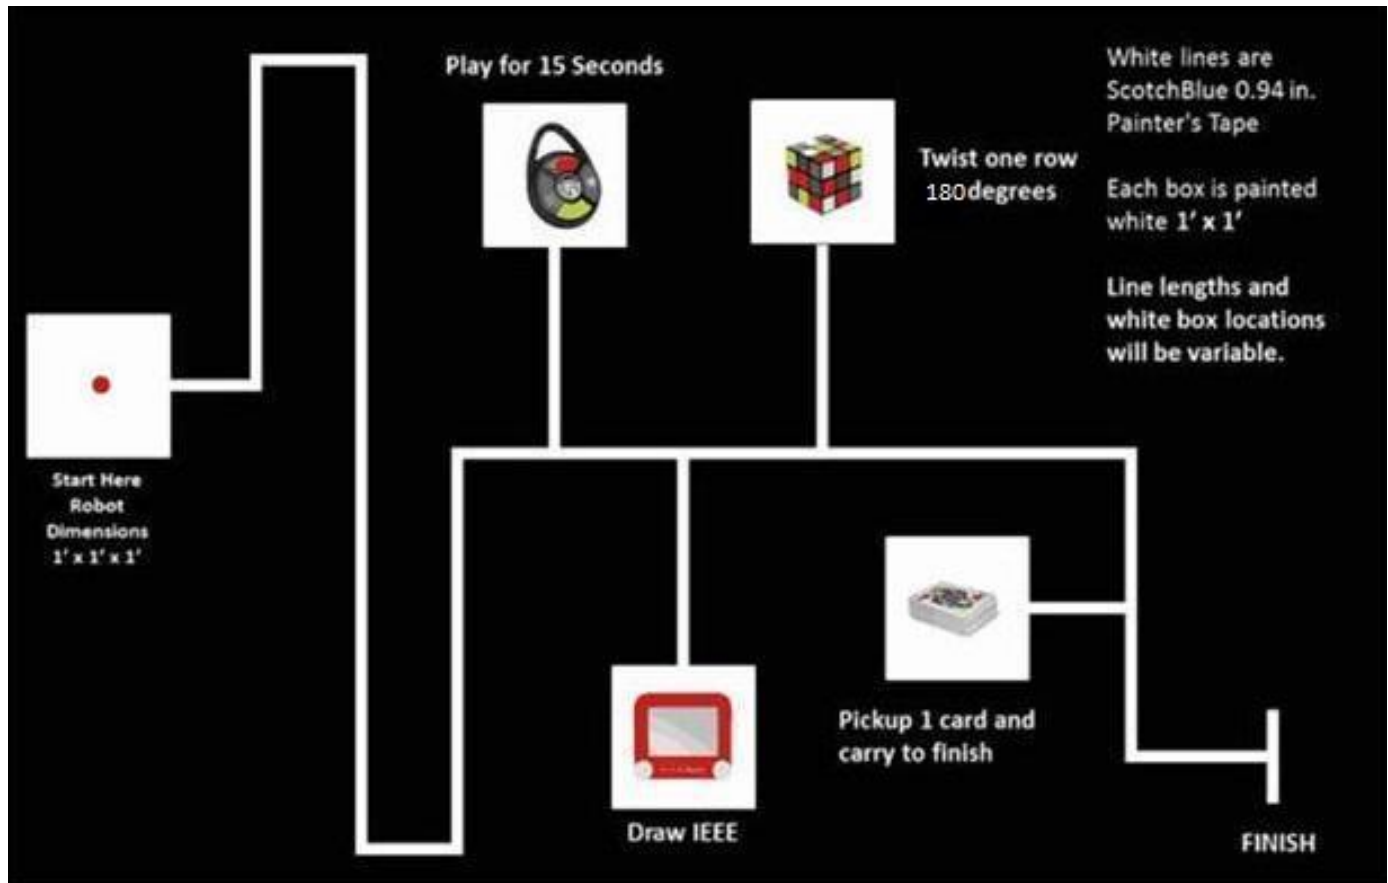 Play for 15 Seconds
Twist one row
180degrees
White lines are
ScotchBlue 0.94 in.
Painter's Tape
Each box is painted
white 1' x 1'
Line lengths and
white box locations
will be variable.
Start Here
Robot
Dimensions
1' x 1' x 1'
Pickup 1 card and
carry to finish
Draw IEEE
FINISH